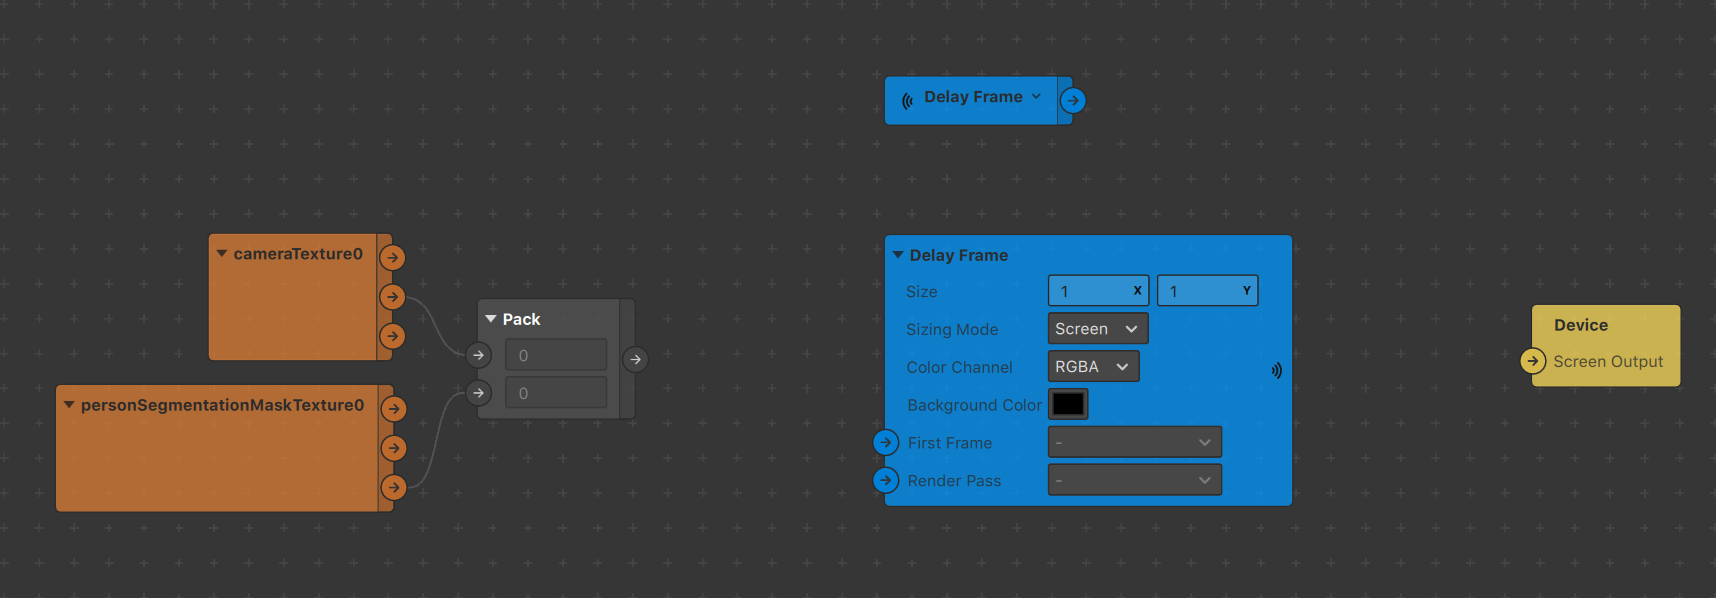 Delay Frame
cameraTexture0
Pack
0
0
personSegmentationMaskTexture0
Delay Frame
Size 1 X 1 Y
Sizing Mode Screen
Color Channel RGBA
Background Color
First Frame -
Render Pass -
Device
Screen Output